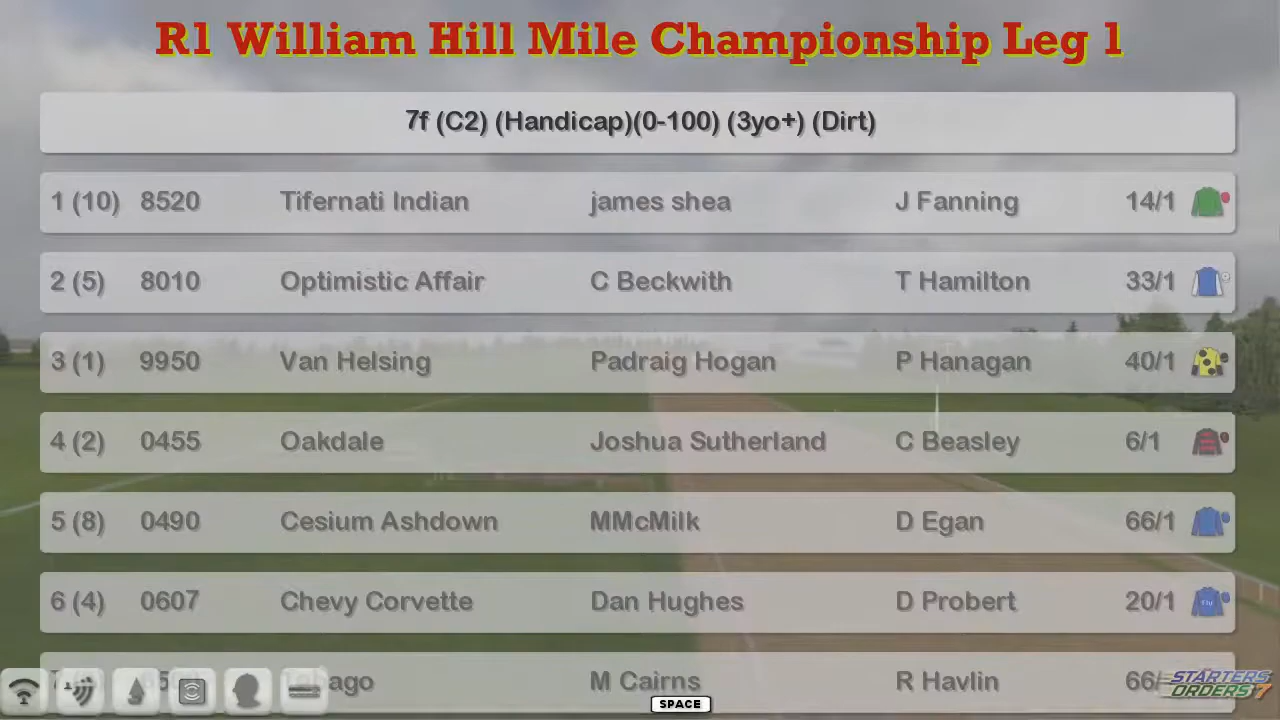 R1 William Hill Mile Championship Leg 1
7f (C2) (Handicap)(0-100) (3yo+) (Dirt)
1 (10) 8520 Tifernati Indian james shea J Fanning 14/1
2 (5) 8010 Optimistic Affair C Beckwith T Hamilton 33/1
3 (1) 9950 Van Helsing Padraig Hogan P Hanagan 40/1
4 (2) 0455 Oakdale Joshua Sutherland C Beasley 6/1
5 (8) 0490 Cesium Ashdown MMcMilk D Egan 66/1
6 (4) 0607 Chevy Corvette Dan Hughes D Probert 20/1
M Cairns R Havlin
SPACE
STARTERS ORDERS 7